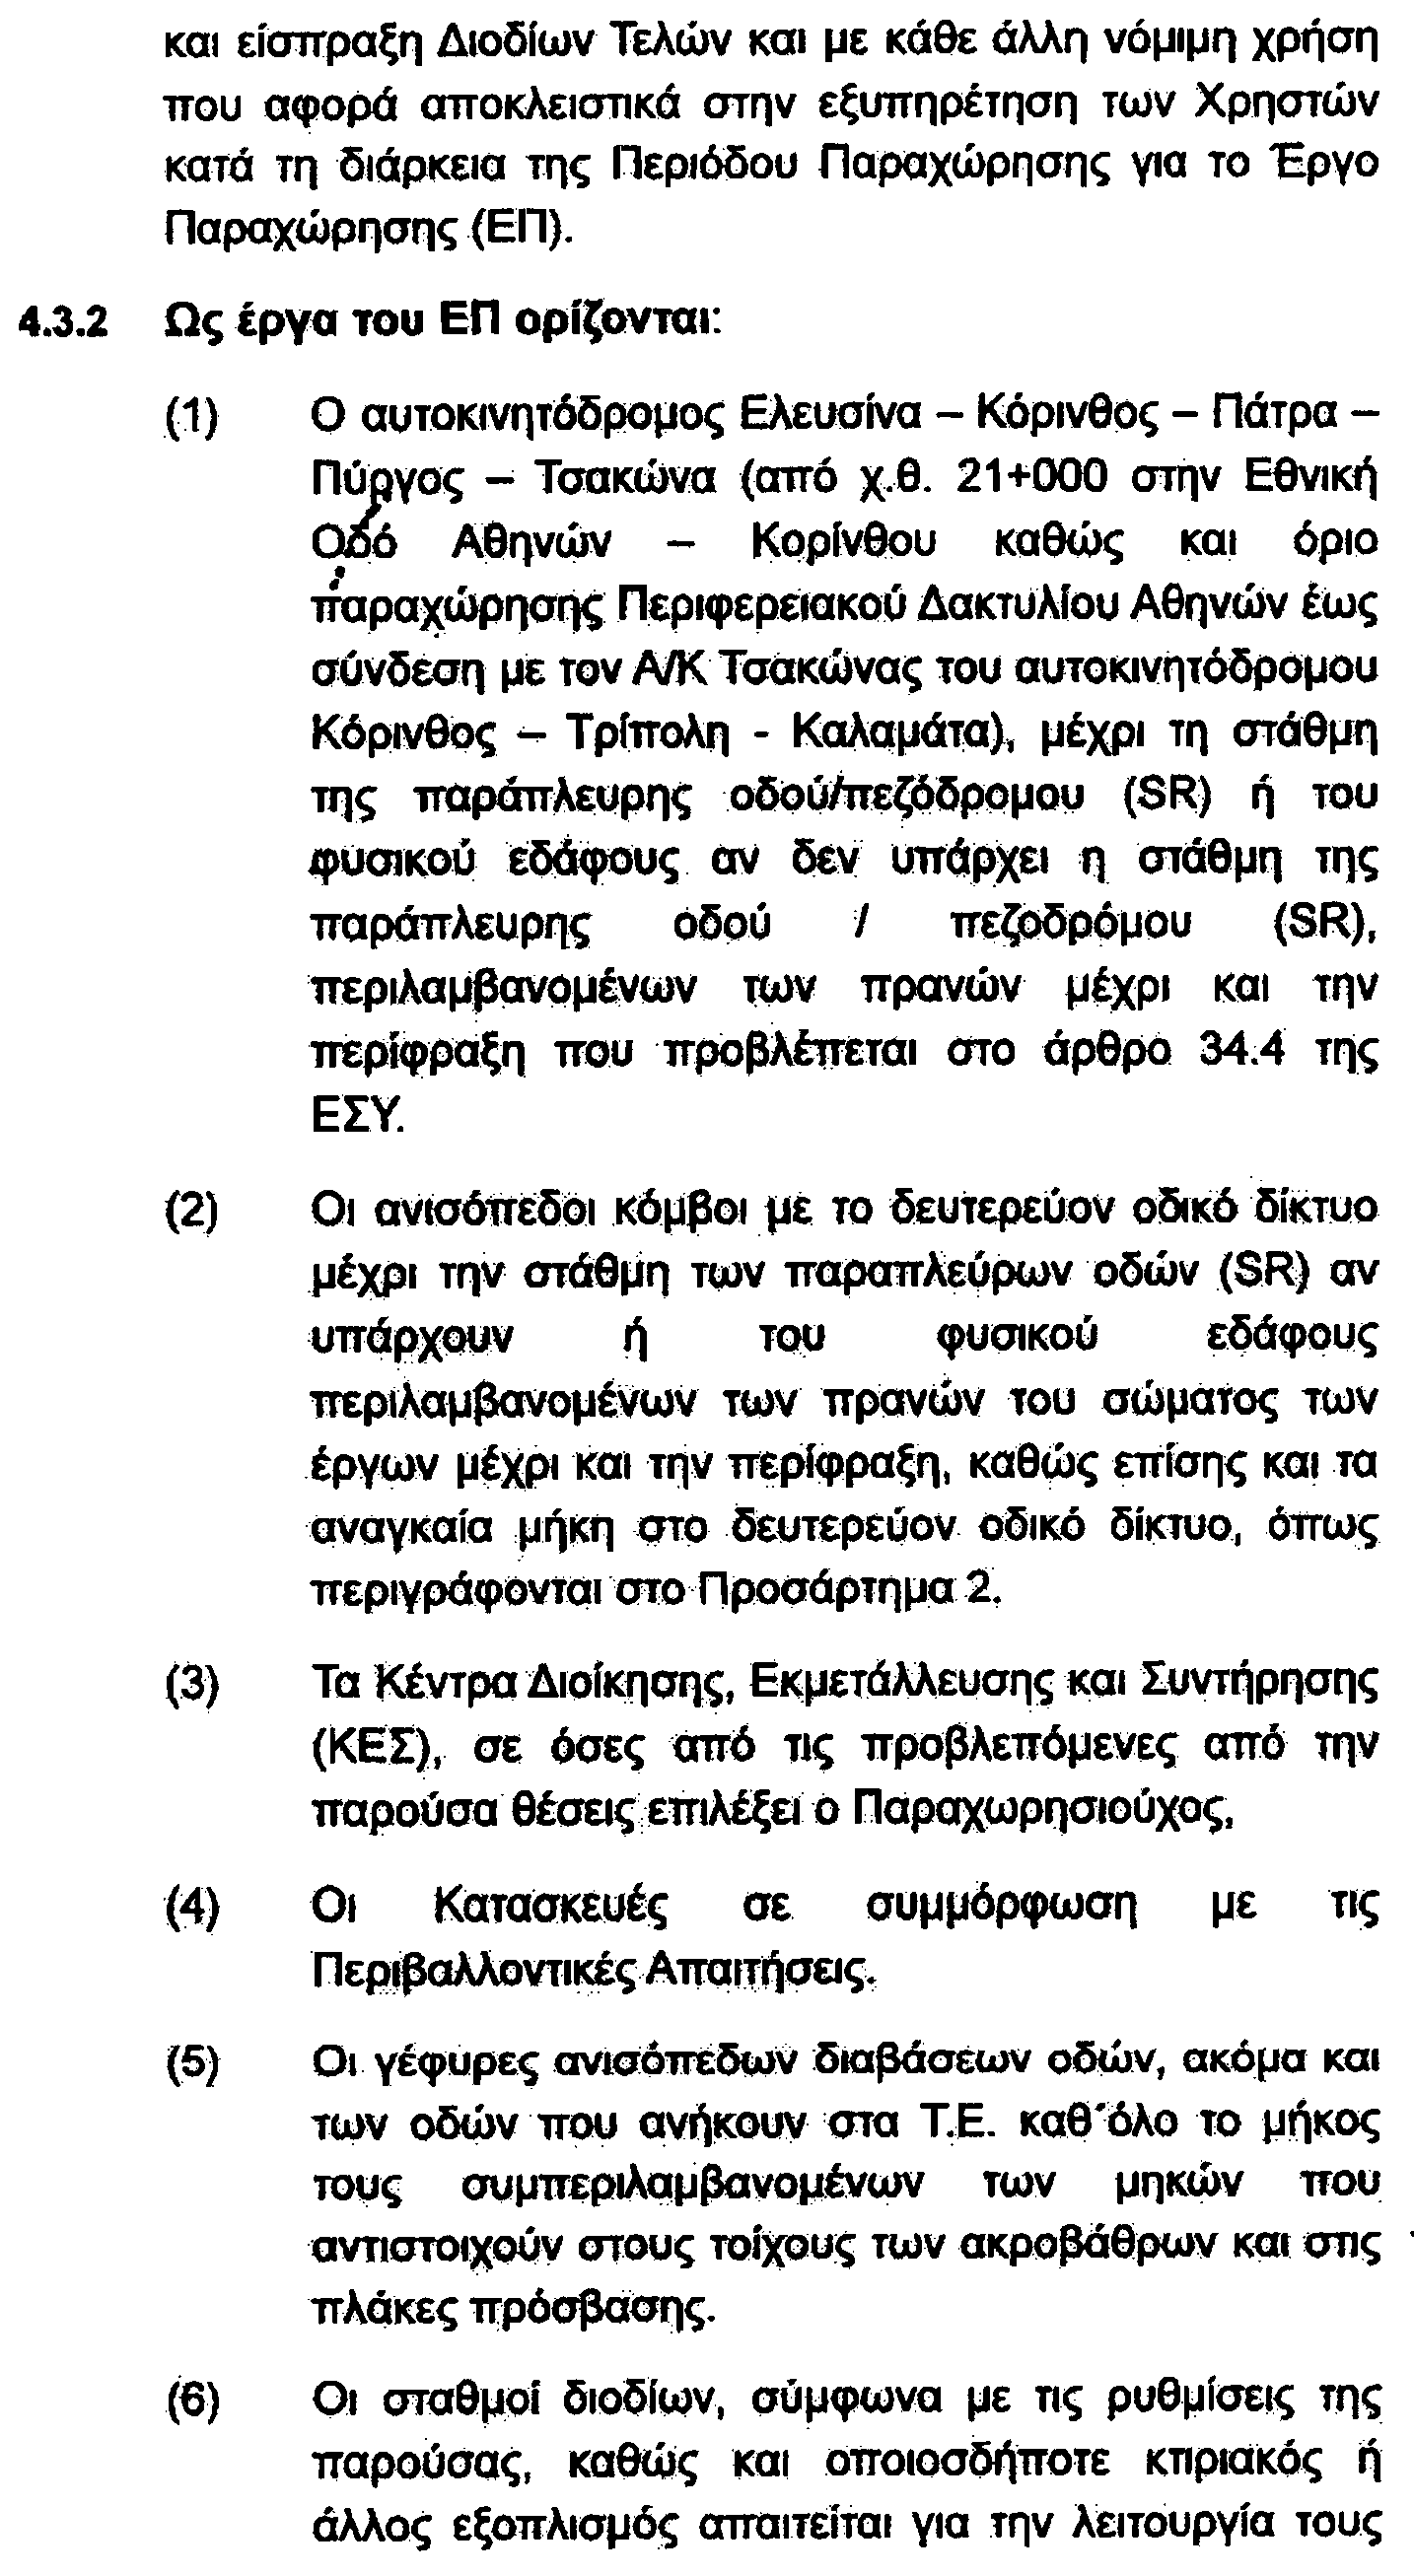 και είσπραξη Διοδίων Τελών και με κάθε άλλη νόμιμη χρήση
που αφορά αποκλειστικά στην εξυπηρέτηση των Χρηστών
κατά τη διάρκεια της Περιόδου Παραχώρησης για το Έργο
Παραχώρησης (ΕΠ).
4.3.2 Ως έργα του ΕΠ ορίζονται:
(1) Ο αυτοκινητόδρομος Ελευσίνα – Κόρινθος – Πάτρα –
Πύργος – Τσακώνα (από χ.θ. 21+000 στην Εθνική
Οδό Αθηνών – Κορίνθου καθώς και όριο
παραχώρησης Περιφερειακού Δακτυλίου Αθηνών έως
σύνδεση με τον Α/Κ Τσακώνας του αυτοκινητόδρομου
Κόρινθος – Τρίπολη - Καλαμάτα), μέχρι τη στάθμη
της παράπλευρης οδού/πεζόδρομου (SR) ή του
φυσικού εδάφους αν δεν υπάρχει η στάθμη της
παράπλευρης οδού / πεζοδρόμου (SR),
περιλαμβανομένων των πρανών μέχρι και την
περίφραξη που προβλέπεται στο άρθρο 34.4 της
ΕΣΥ.
(2) Οι ανισόπεδοι κόμβοι με το δευτερεύον οδικό δίκτυο
μέχρι την στάθμη των παραπλεύρων οδών (SR) αν
υπάρχουν ή του φυσικού εδάφους
περιλαμβανομένων των πρανών του σώματος των
έργων μέχρι και την περίφραξη, καθώς επίσης και τα
αναγκαία μήκη στο δευτερεύον οδικό δίκτυο, όπως
περιγράφονται στο Προσάρτημα 2.
(3) Τα Κέντρα Διοίκησης, Εκμετάλλευσης και Συντήρησης
(ΚΕΣ), σε όσες από τις προβλεπόμενες από την
παρούσα θέσεις επιλέξει ο Παραχωρησιούχος,
(4) Οι Κατασκευές σε συμμόρφωση με τις
Περιβαλλοντικές Απαιτήσεις.
(5) Οι γέφυρες ανισόπεδων διαβάσεων οδών, ακόμα και
των οδών που ανήκουν στα Τ.Ε. καθ΄όλο το μήκος
τους συμπεριλαμβανομένων των μηκών που
αντιστοιχούν στους τοίχους των ακροβάθρων και στις
πλάκες πρόσβασης.
(6) Οι σταθμοί διοδίων, σύμφωνα με τις ρυθμίσεις της
παρούσας, καθώς και οποιοσδήποτε κτιριακός ή
άλλος εξοπλισμός απαιτείται για την λειτουργία τους